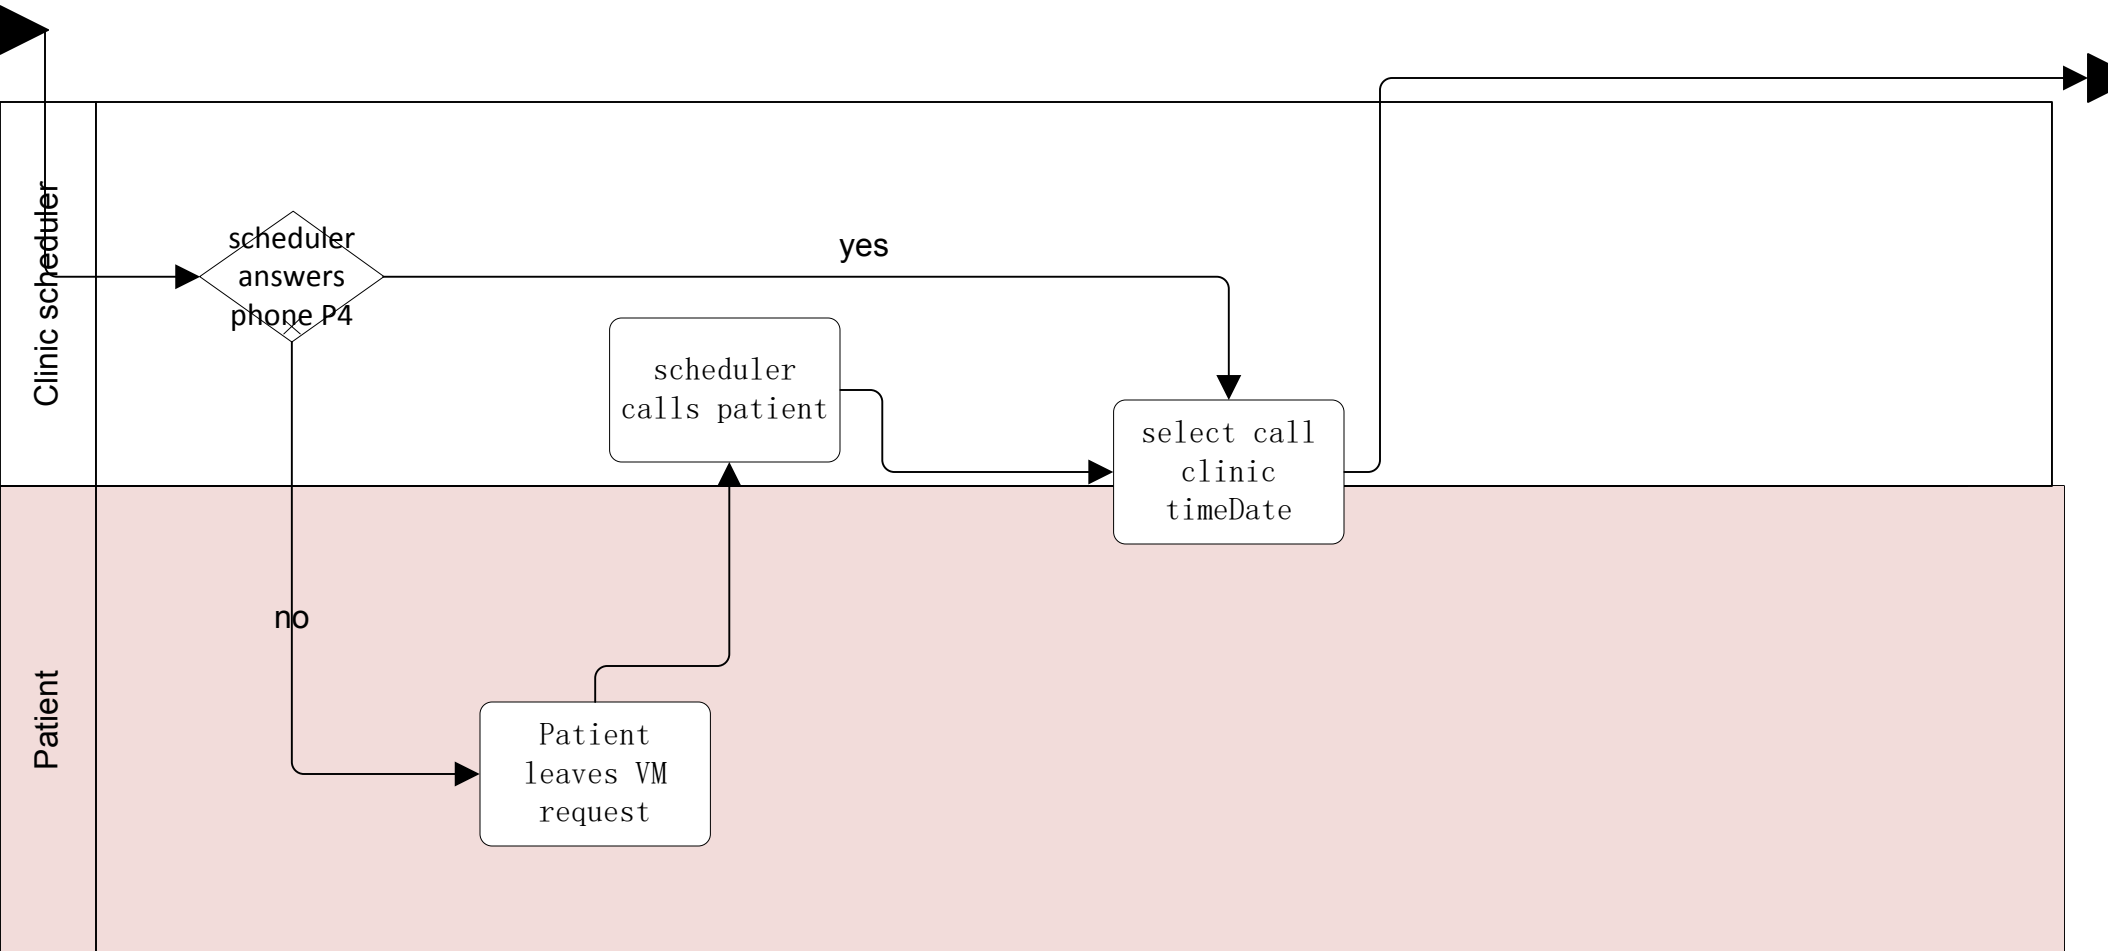 Clinic scheduler
scheduler
answers
phone P4
yes
scheduler
calls patient
select call
clinic
timeDate
no
Patient
Patient
leaves VM
request